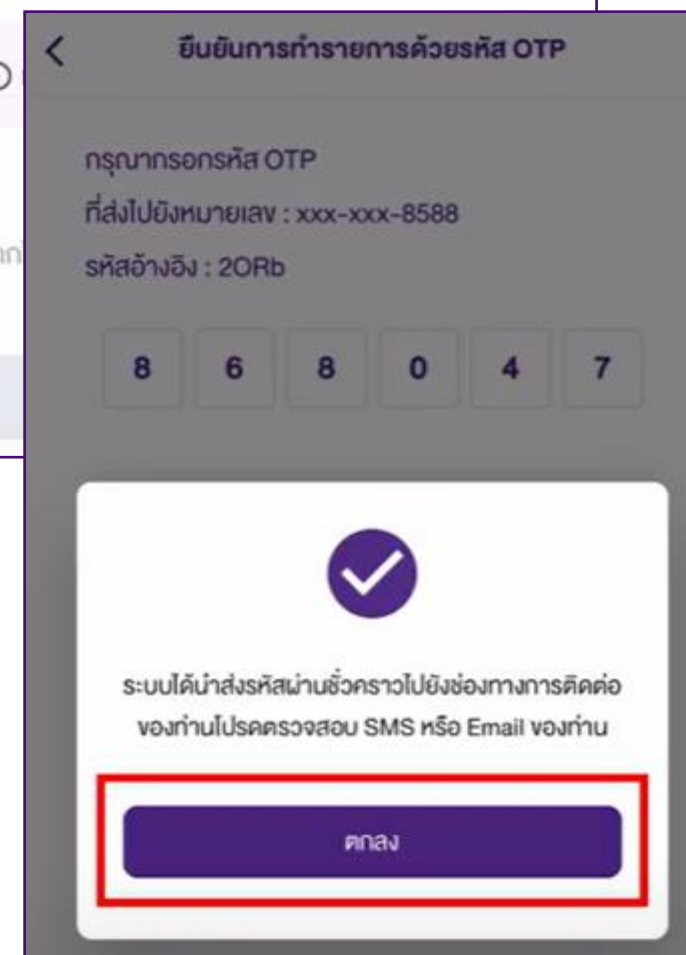 ยืนยันการทำรายการด้วยรหัส OTP
กรุณากรอกรหัส OTP
ที่ส่งไปยังหมายเลข : xxx-xxx-8588
รหัสอ้างอิง : 2ORb
8 6 8 0 4 7
ระบบได้นำส่งรหัสผ่านชั่วคราวไปยังช่องทางการติดต่อ
ของท่านโปรดตรวจสอบ SMS หรือ Email ของท่าน
ตกลง